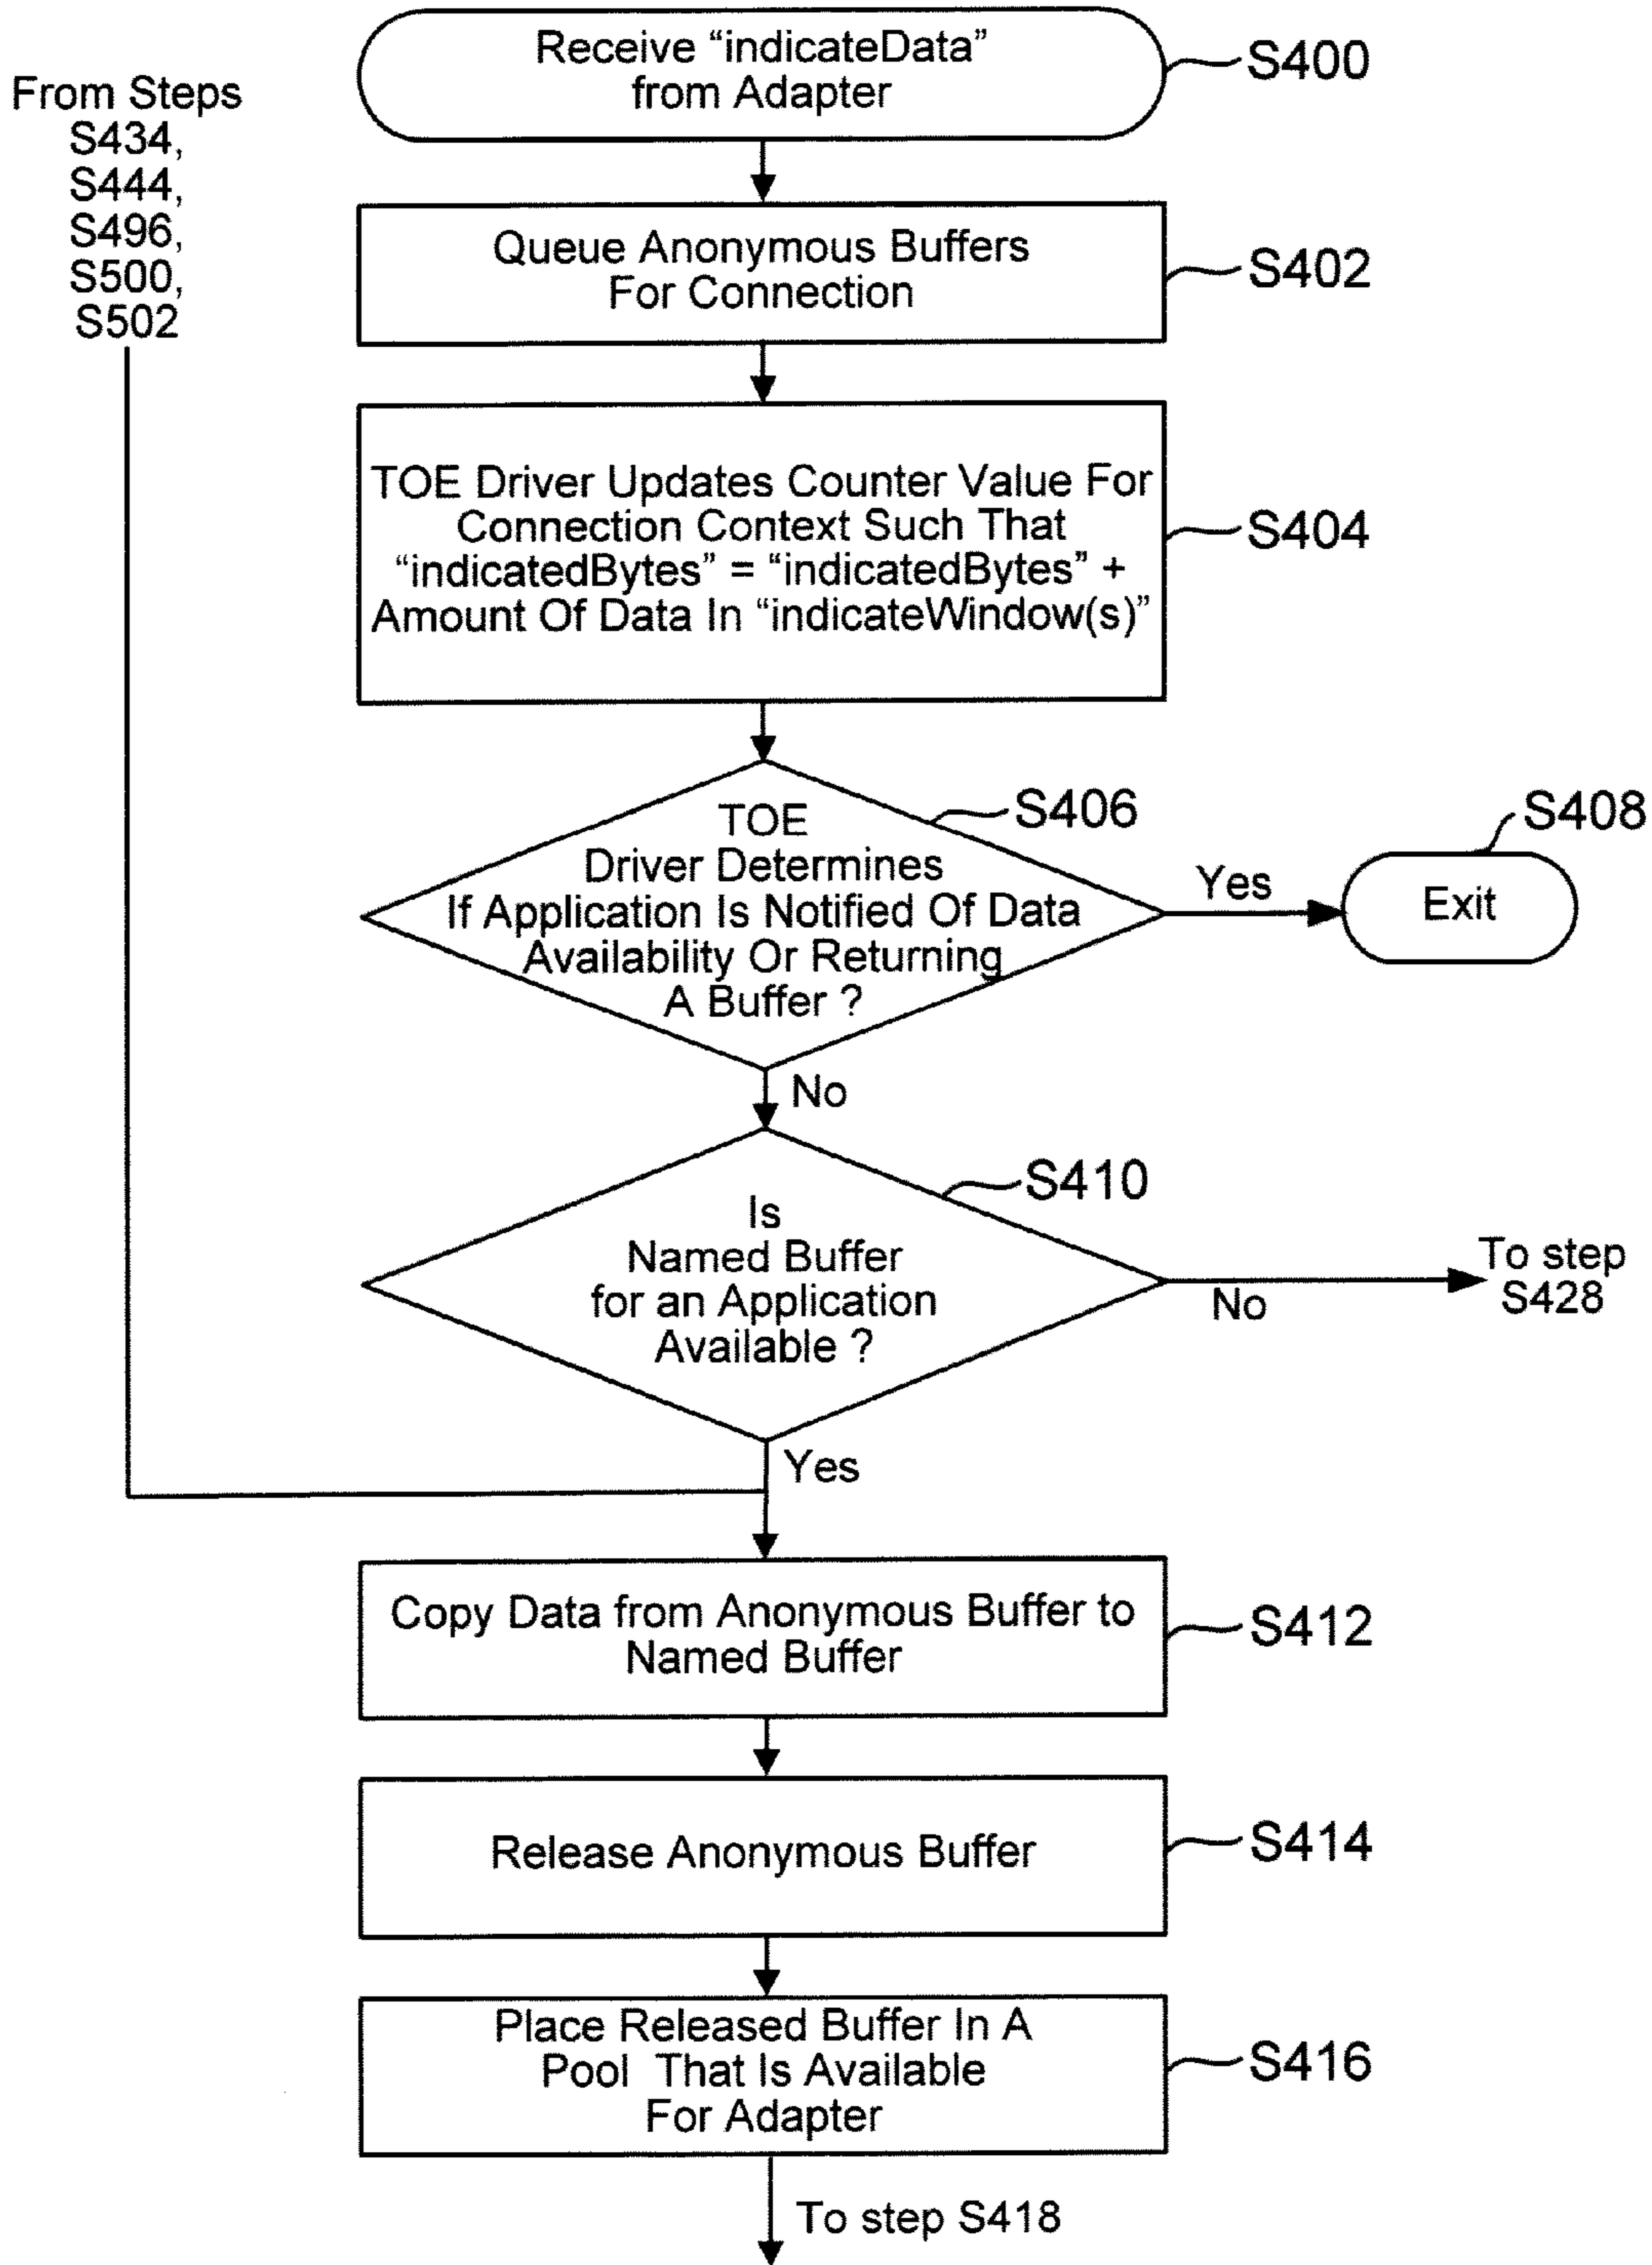 Receive “indicateData”
from Adapter
S400
From Steps
S434,
S444,
S496,
S500,
S502
Queue Anonymous Buffers
For Connection
S402
TOE Driver Updates Counter Value For
Connection Context Such That
“indicatedBytes” = “indicatedBytes” +
Amount Of Data In “indicateWindow(s)”
S404
TOE
Driver Determines
If Application Is Notified Of Data
Availability Or Returning
A Buffer ?
S406
Yes
S408
Exit
No
Is
Named Buffer
for an Application
Available ?
S410
No
To step
S428
Yes
Copy Data from Anonymous Buffer to
Named Buffer
S412
Release Anonymous Buffer
S414
Place Released Buffer In A
Pool That Is Available
For Adapter
S416
To step S418